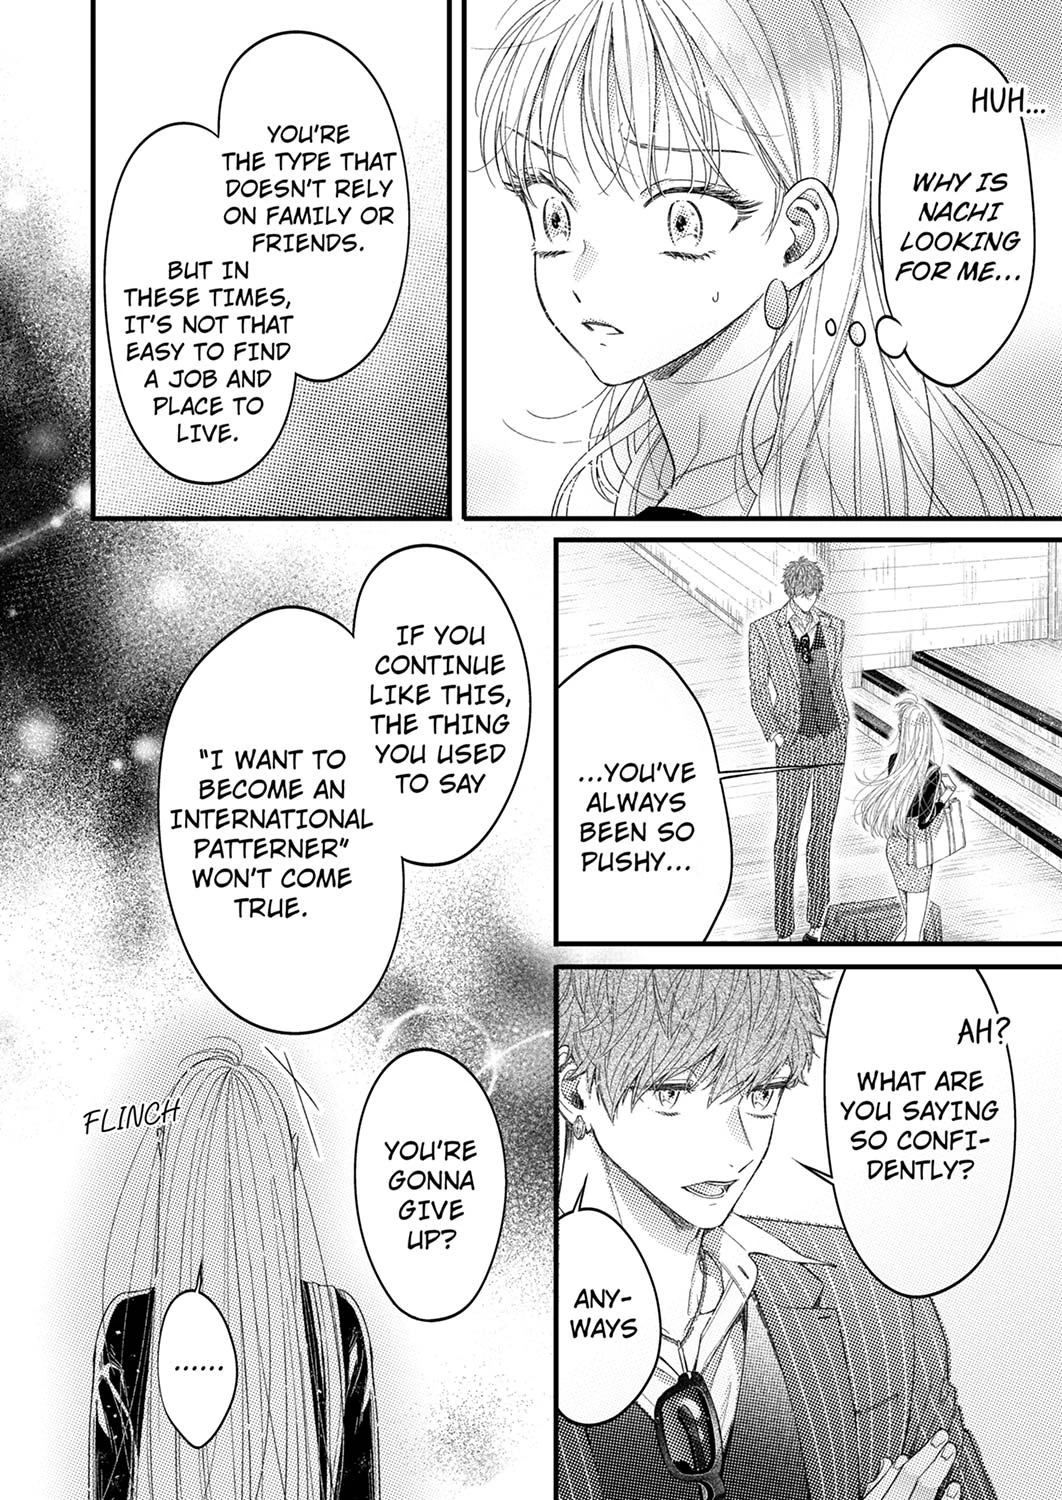 HUH...
WHY IS
NACHI
LOOKING
FOR ME...
YOU'RE
THE TYPE THAT
DOESN'T RELY
ON FAMILY OR
FRIENDS.
BUT IN
THESE TIMES,
IT'S NOT THAT
EASY TO FIND
A JOB AND
PLACE TO
LIVE.
...YOU'VE
ALWAYS
BEEN SO
PUSHY...
AH?
WHAT ARE
YOU SAYING
SO CONFI-
DENTLY?
ANY-
WAYS
IF YOU
CONTINUE
LIKE THIS,
THE THING
YOU USED
TO SAY
"I WANT TO
BECOME AN
INTERNATIONAL
PATTERNER"
WON'T COME
TRUE.
YOU'RE
GONNA
GIVE
UP?
FLINCH
......